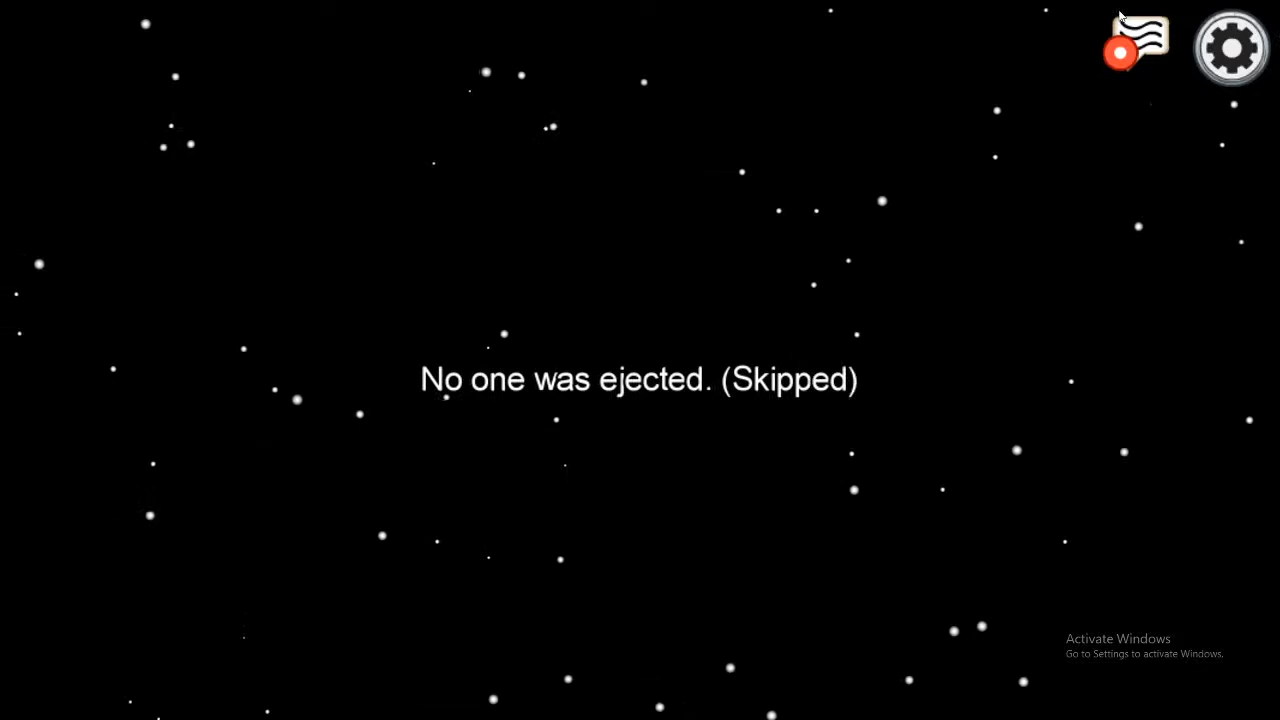 No one was ejected. (Skipped)
Activate Windows
Go to Settings to activate Windows.